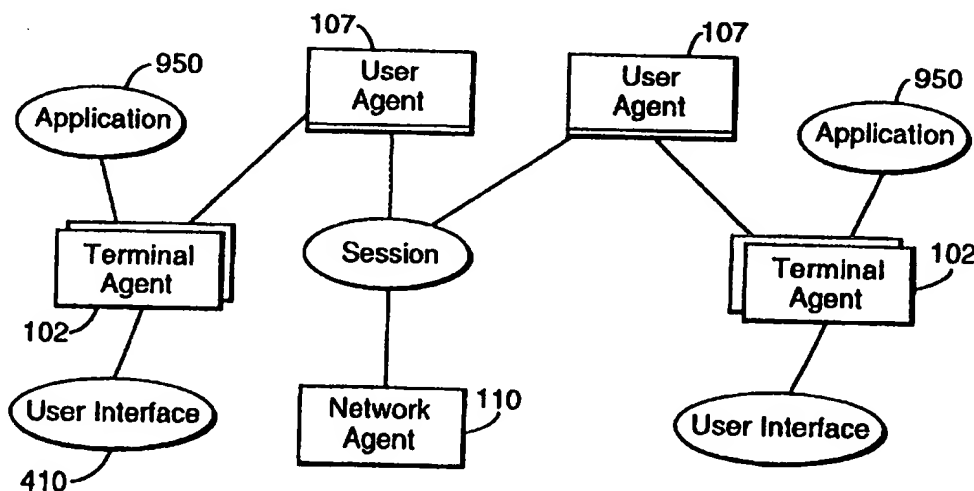 107
User
Agent
107
User
Agent
950
Application
950
Application
Terminal
Agent
102
Session
Terminal
Agent
102
User Interface
410
Network
Agent
110
User Interface